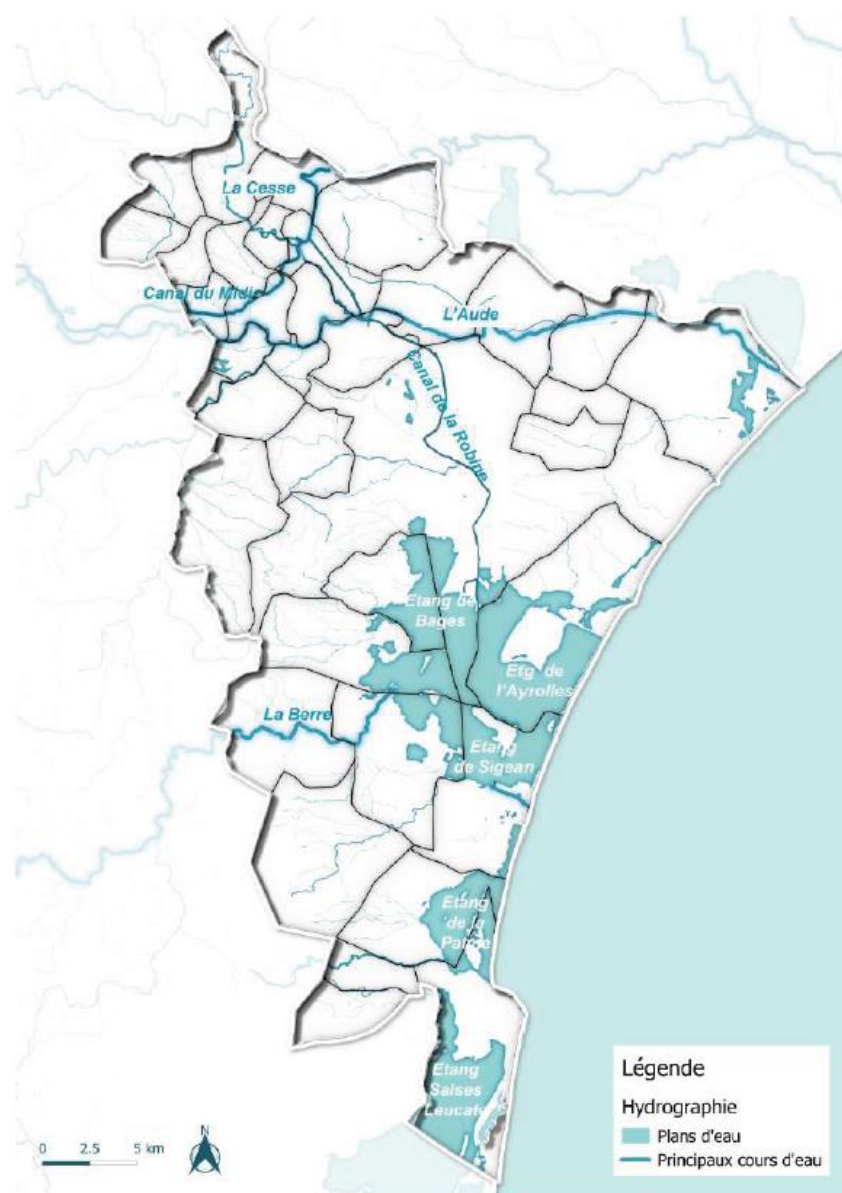 La Cesse
Canal du Midi
L'Aude
Canal de la Robine
Etang de
Bages
Etg de
l'Ayrolles
La Berre
Etang
de Sigean
Etang
de la
Palme
Etang
Salses
Leucate
Légende
Hydrographie
Plans d'eau
Principaux cours d'eau
0 2.5 5 km
N